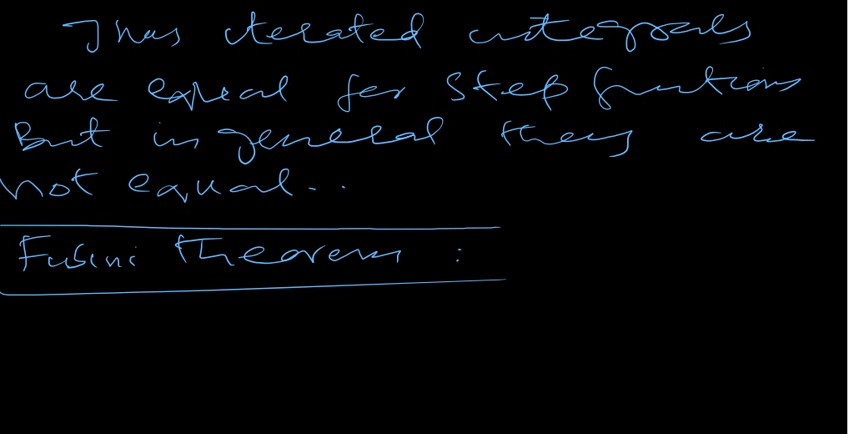 Thus iterated integrals
are equal for step functions
But in general they are
not equal...
Fubini theorem :